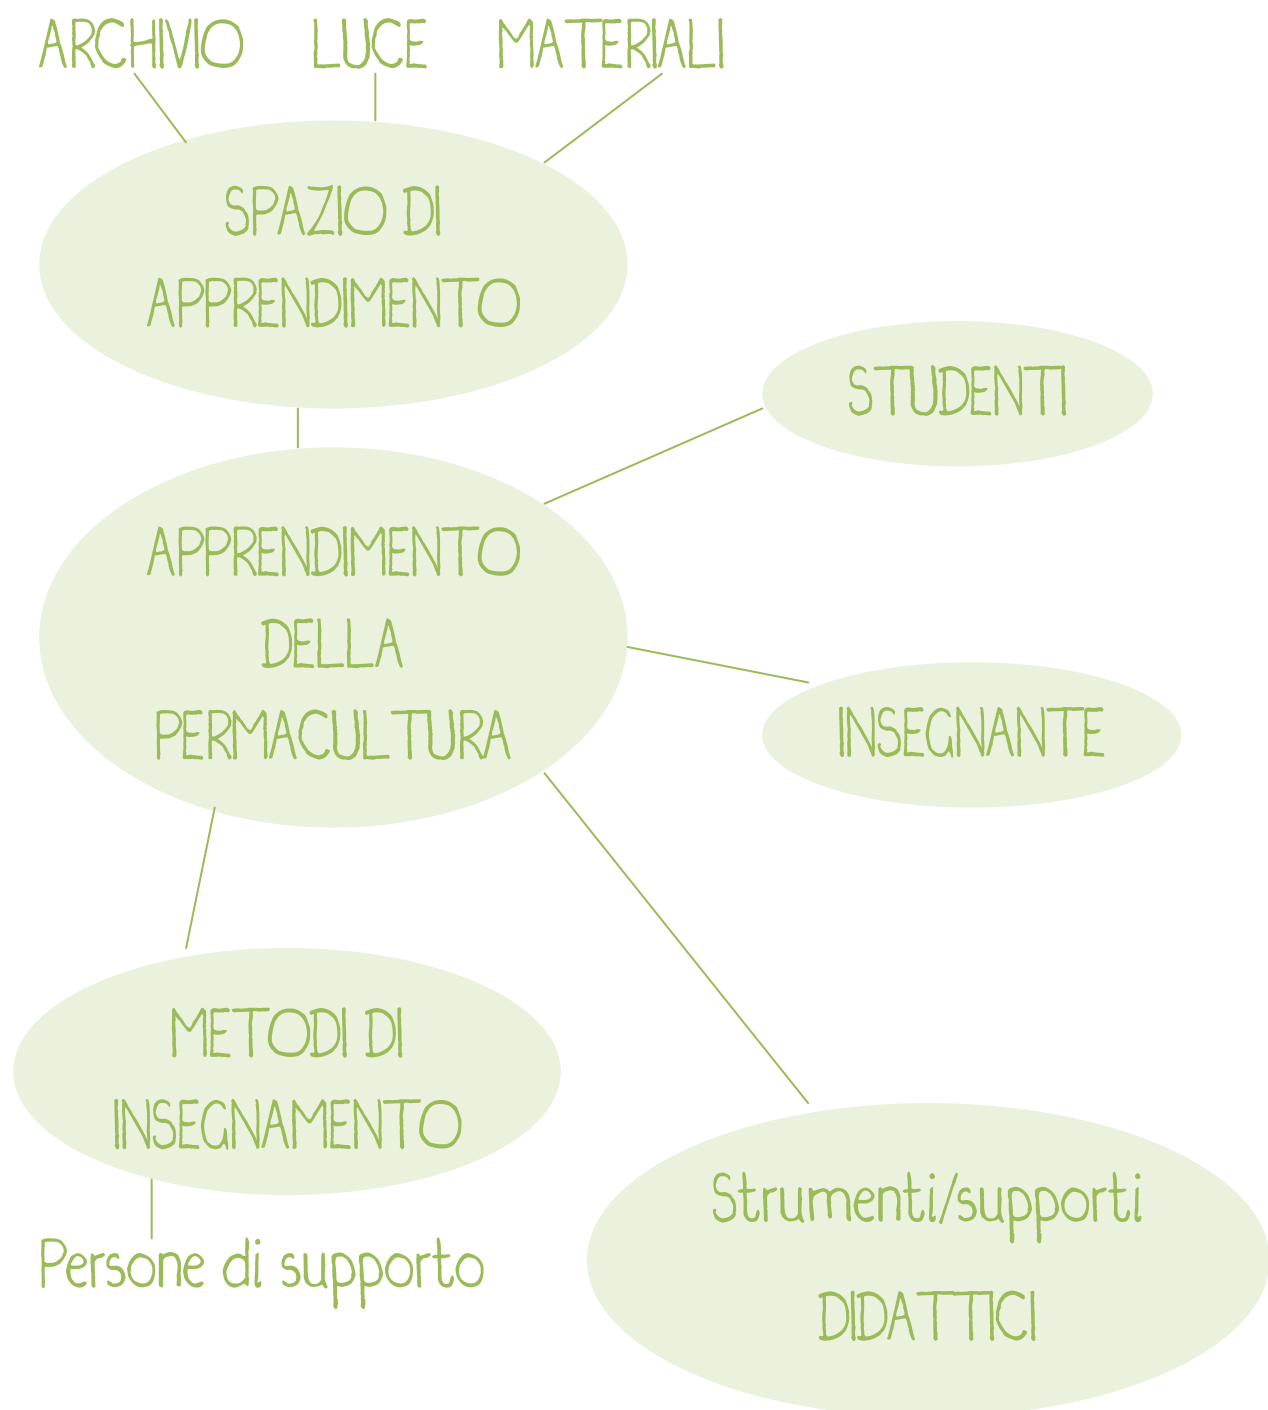 ARCHIVIO LUCE MATERIALI
SPAZIO DI
APPRENDIMENTO
STUDENTI
APPRENDIMENTO
DELLA
PERMACULTURA
INSEGNANTE
METODI DI
INSEGNAMENTO
Persone di supporto
Strumenti/supporti
DIDATTICI